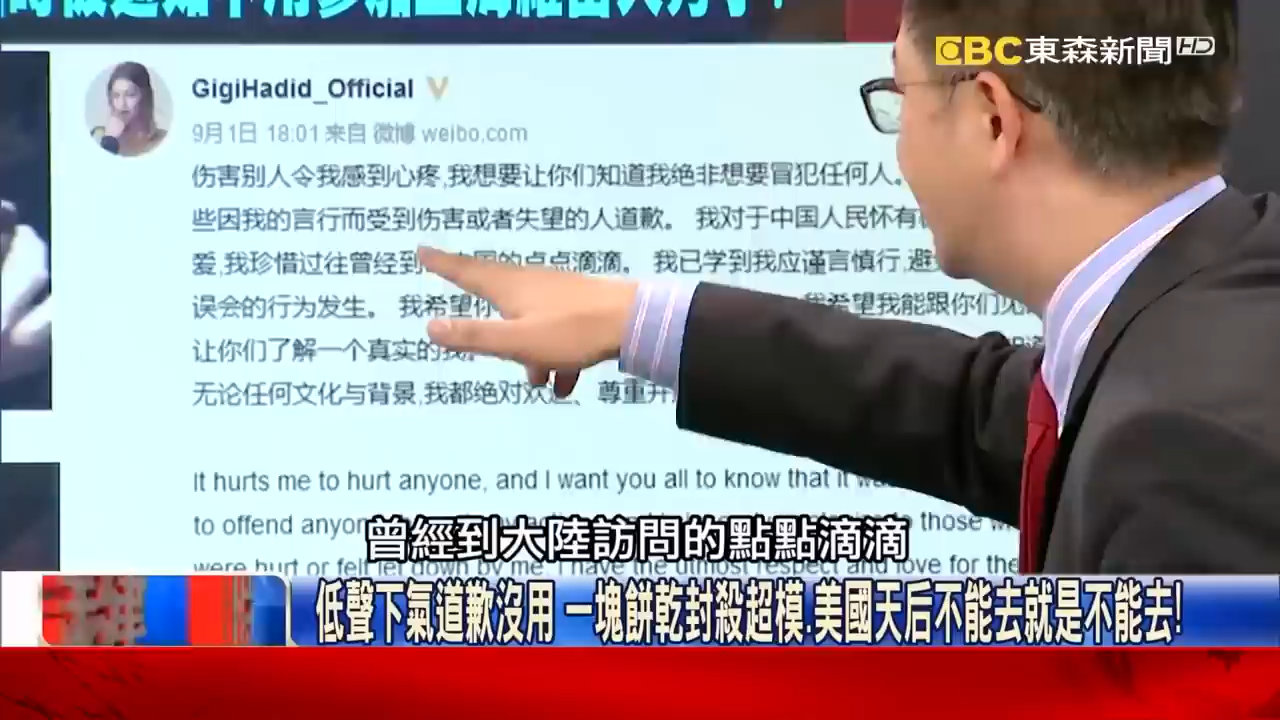 EBC東森新聞HD
GigiHadid_Official
9月1日 18:01 来自 微博 weibo.com
伤害别人令我感到心疼,我想要让你们知道我绝非想要冒犯任何人。
些因我的言行而受到伤害或者失望的人道歉。 我对于中国人民怀有
爱,我珍惜过往曾经到 的点点滴滴。 我已学到我应谨言慎行,避
误会的行为发生。 我希望你 我希望我能跟你们见
让你们了解一个真实的我
无论任何文化与背景,我都绝对欢 、尊重
It hurts me to hurt anyone, and I want you all to know that it
to offend to those
were hurt or felt let down by me. I have the utmost respect and love for the
曾經到大陸訪問的點點滴滴
低聲下氣道歉沒用 一塊餅乾封殺超模.美國天后不能去就是不能去!